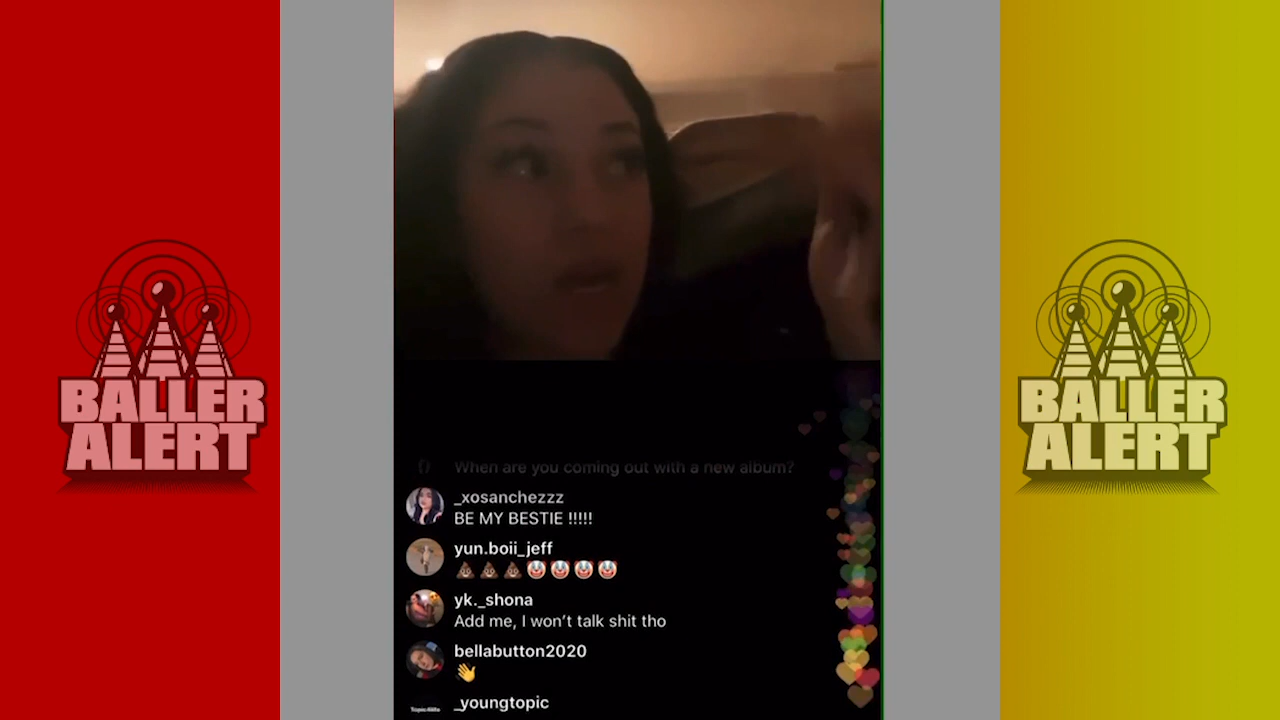 BALLER
ALERT
When are you coming out with a new album?
_xosanchezzz
BE MY BESTIE !!!!!
yun.boii_jeff
💩💩💩🤡🤡🤡🤡
yk._shona
Add me, I won't talk shit tho
bellabutton2020
👋
_youngtopic
BALLER
ALERT